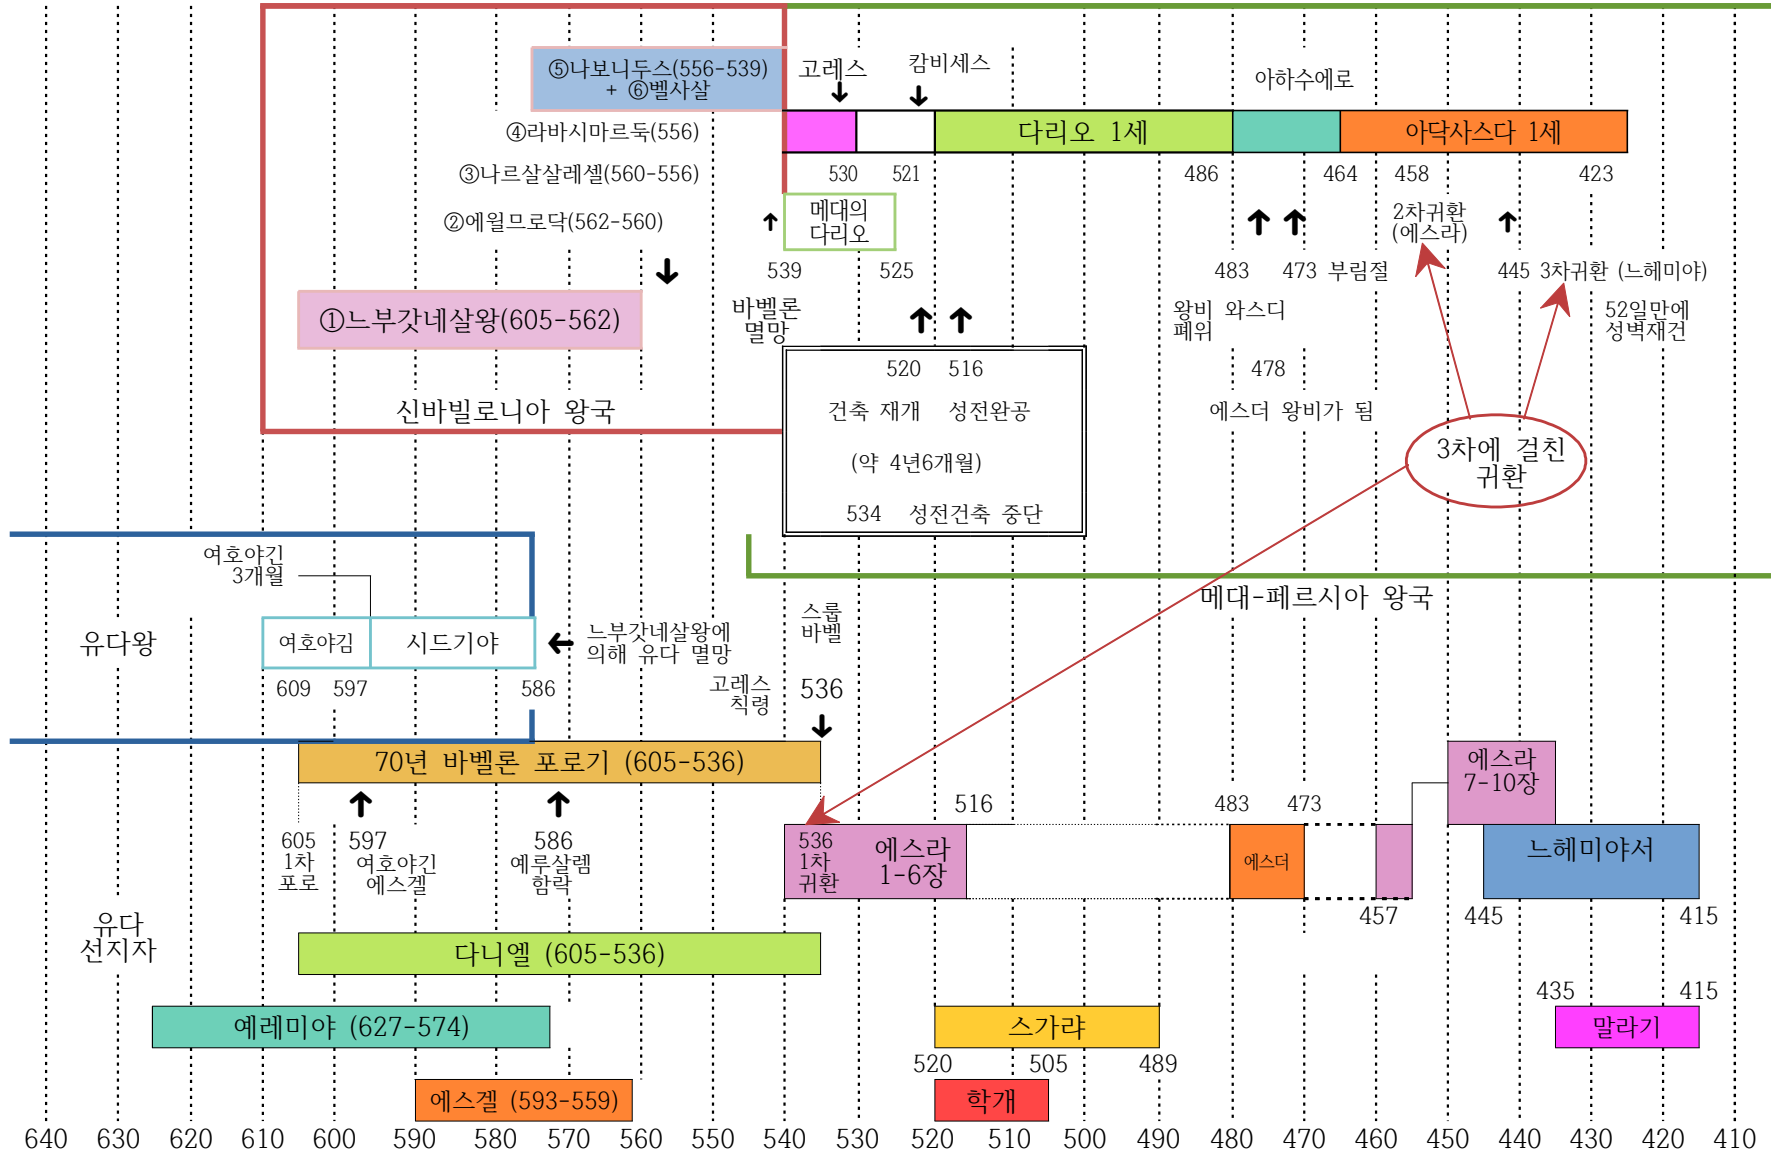 ⑤나보니두스(556-539)
+ ⑥벨사살
고레스
캄비세스
아하수에로
④라바시마르둑(556)
다리오 1세
아닥사스다 1세
③나르살살레셀(560-556)
530
521
486
464
458
423
②에윌므로닥(562-560)
메대의
다리오
2차귀환
(에스라)
539
525
483
473 부림절
445 3차귀환 (느헤미야)
①느부갓네살왕(605-562)
바벨론
멸망
왕비 와스디
폐위
52일만에
성벽재건
520
516
478
신바빌로니아 왕국
건축 재개
성전완공
에스더 왕비가 됨
(약 4년6개월)
3차에 걸친
귀환
534 성전건축 중단
여호야긴
3개월
메대-페르시아 왕국
스룹
바벨
유다왕
여호야김
시드기야
느부갓네살왕에
의해 유다 멸망
609
597
586
고레스
칙령
536
70년 바벨론 포로기 (605-536)
에스라
7-10장
605
1차
포로
597
여호야긴
에스겔
586
예루살렘
함락
536
1차
귀환
에스라
1-6장
516
483
473
에스더
느헤미야서
457
445
415
유다
선지자
다니엘 (605-536)
예레미야 (627-574)
스가랴
435
415
말라기
520
505
489
에스겔 (593-559)
학개
640 630 620 610 600 590 580 570 560 550 540 530 520 500 490 480 470 460 450 440 430 420 410